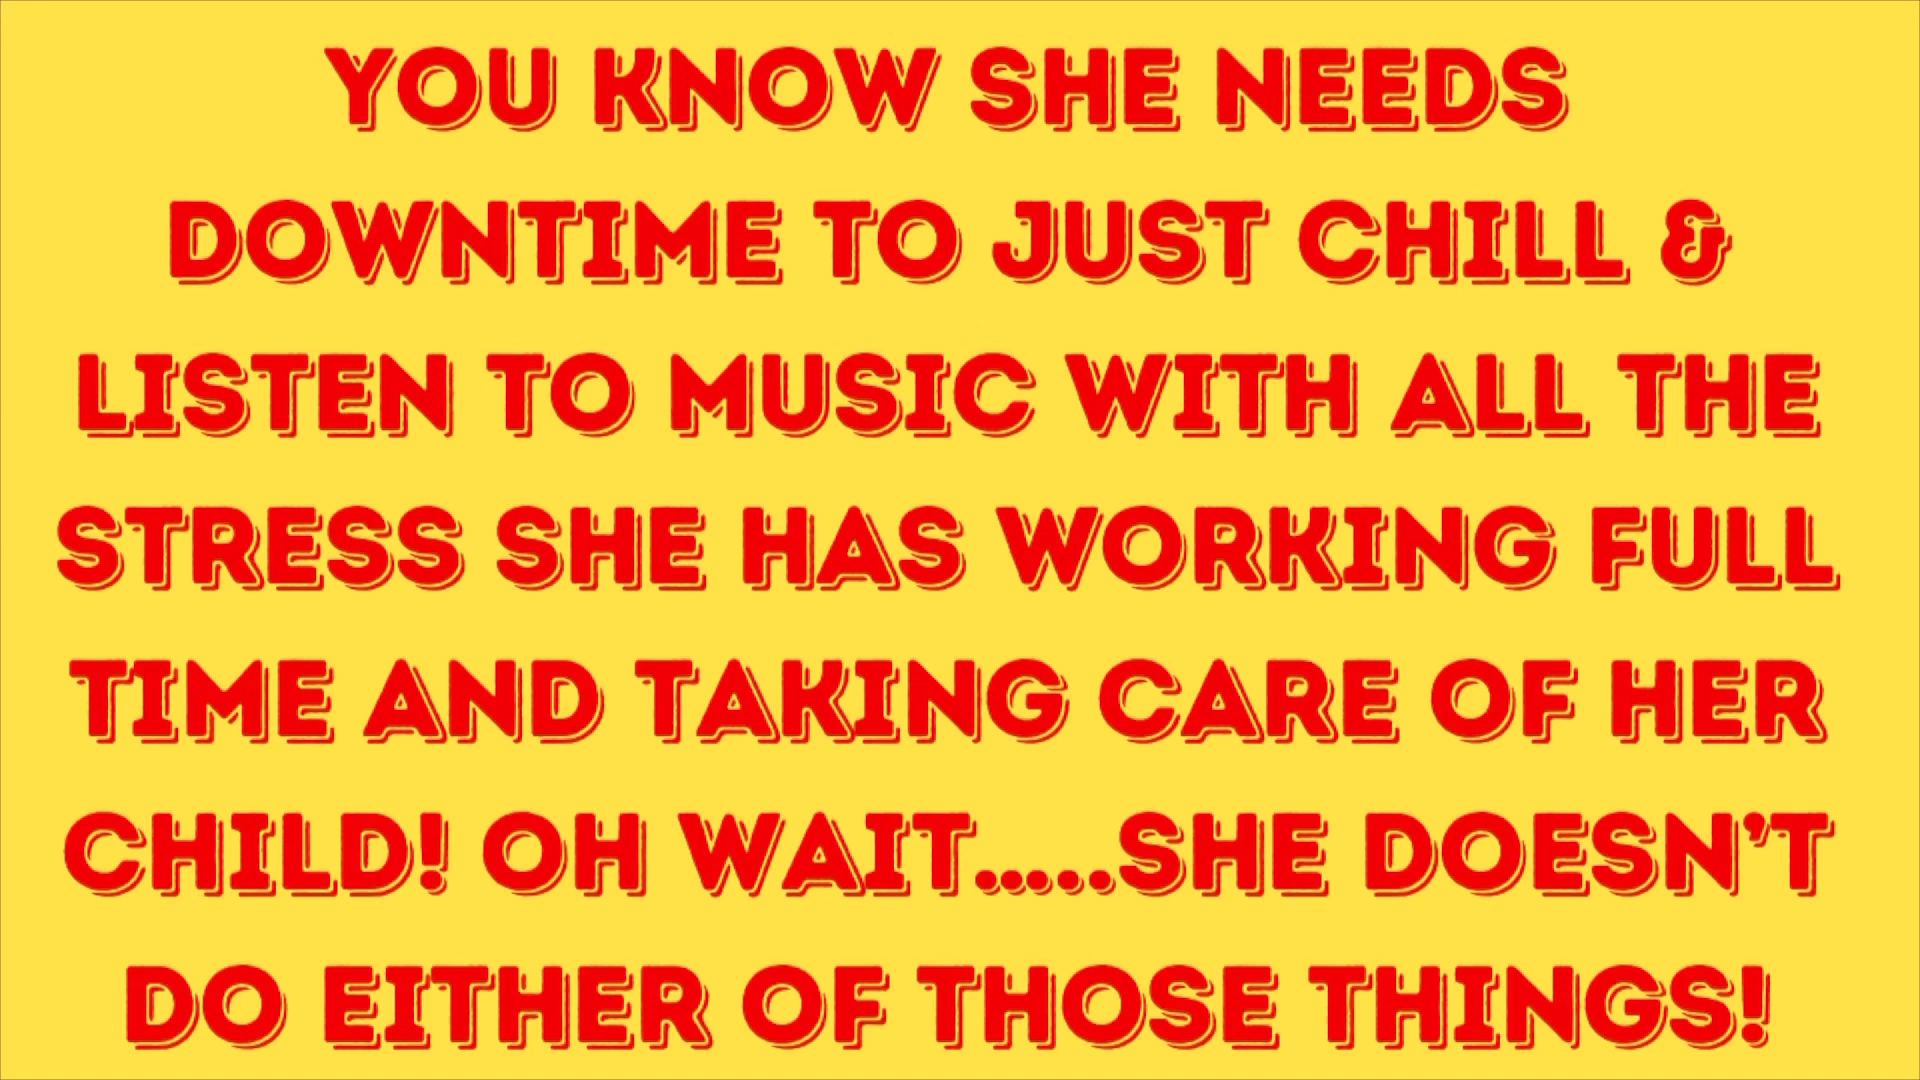 YOU KNOW SHE NEEDS
DOWNTIME TO JUST CHILL &
LISTEN TO MUSIC WITH ALL THE
STRESS SHE HAS WORKING FULL
TIME AND TAKING CARE OF HER
CHILD! OH WAIT.....SHE DOESN'T
DO EITHER OF THOSE THINGS!